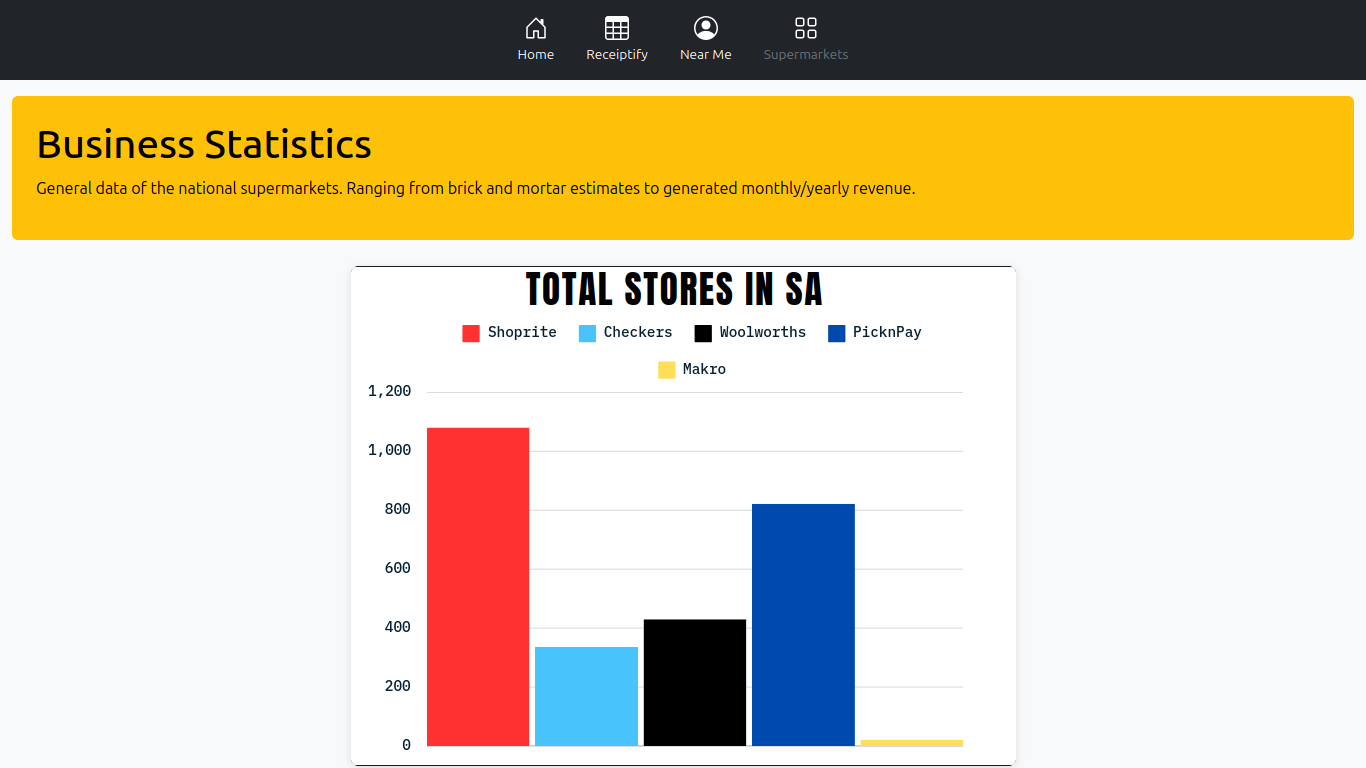 Home Receiptify Near Me Supermarkets
Business Statistics
General data of the national supermarkets. Ranging from brick and mortar estimates to generated monthly/yearly revenue.
TOTAL STORES IN SA
Shoprite Checkers Woolworths PicknPay
Makro
1,200
1,000
800
600
400
200
0